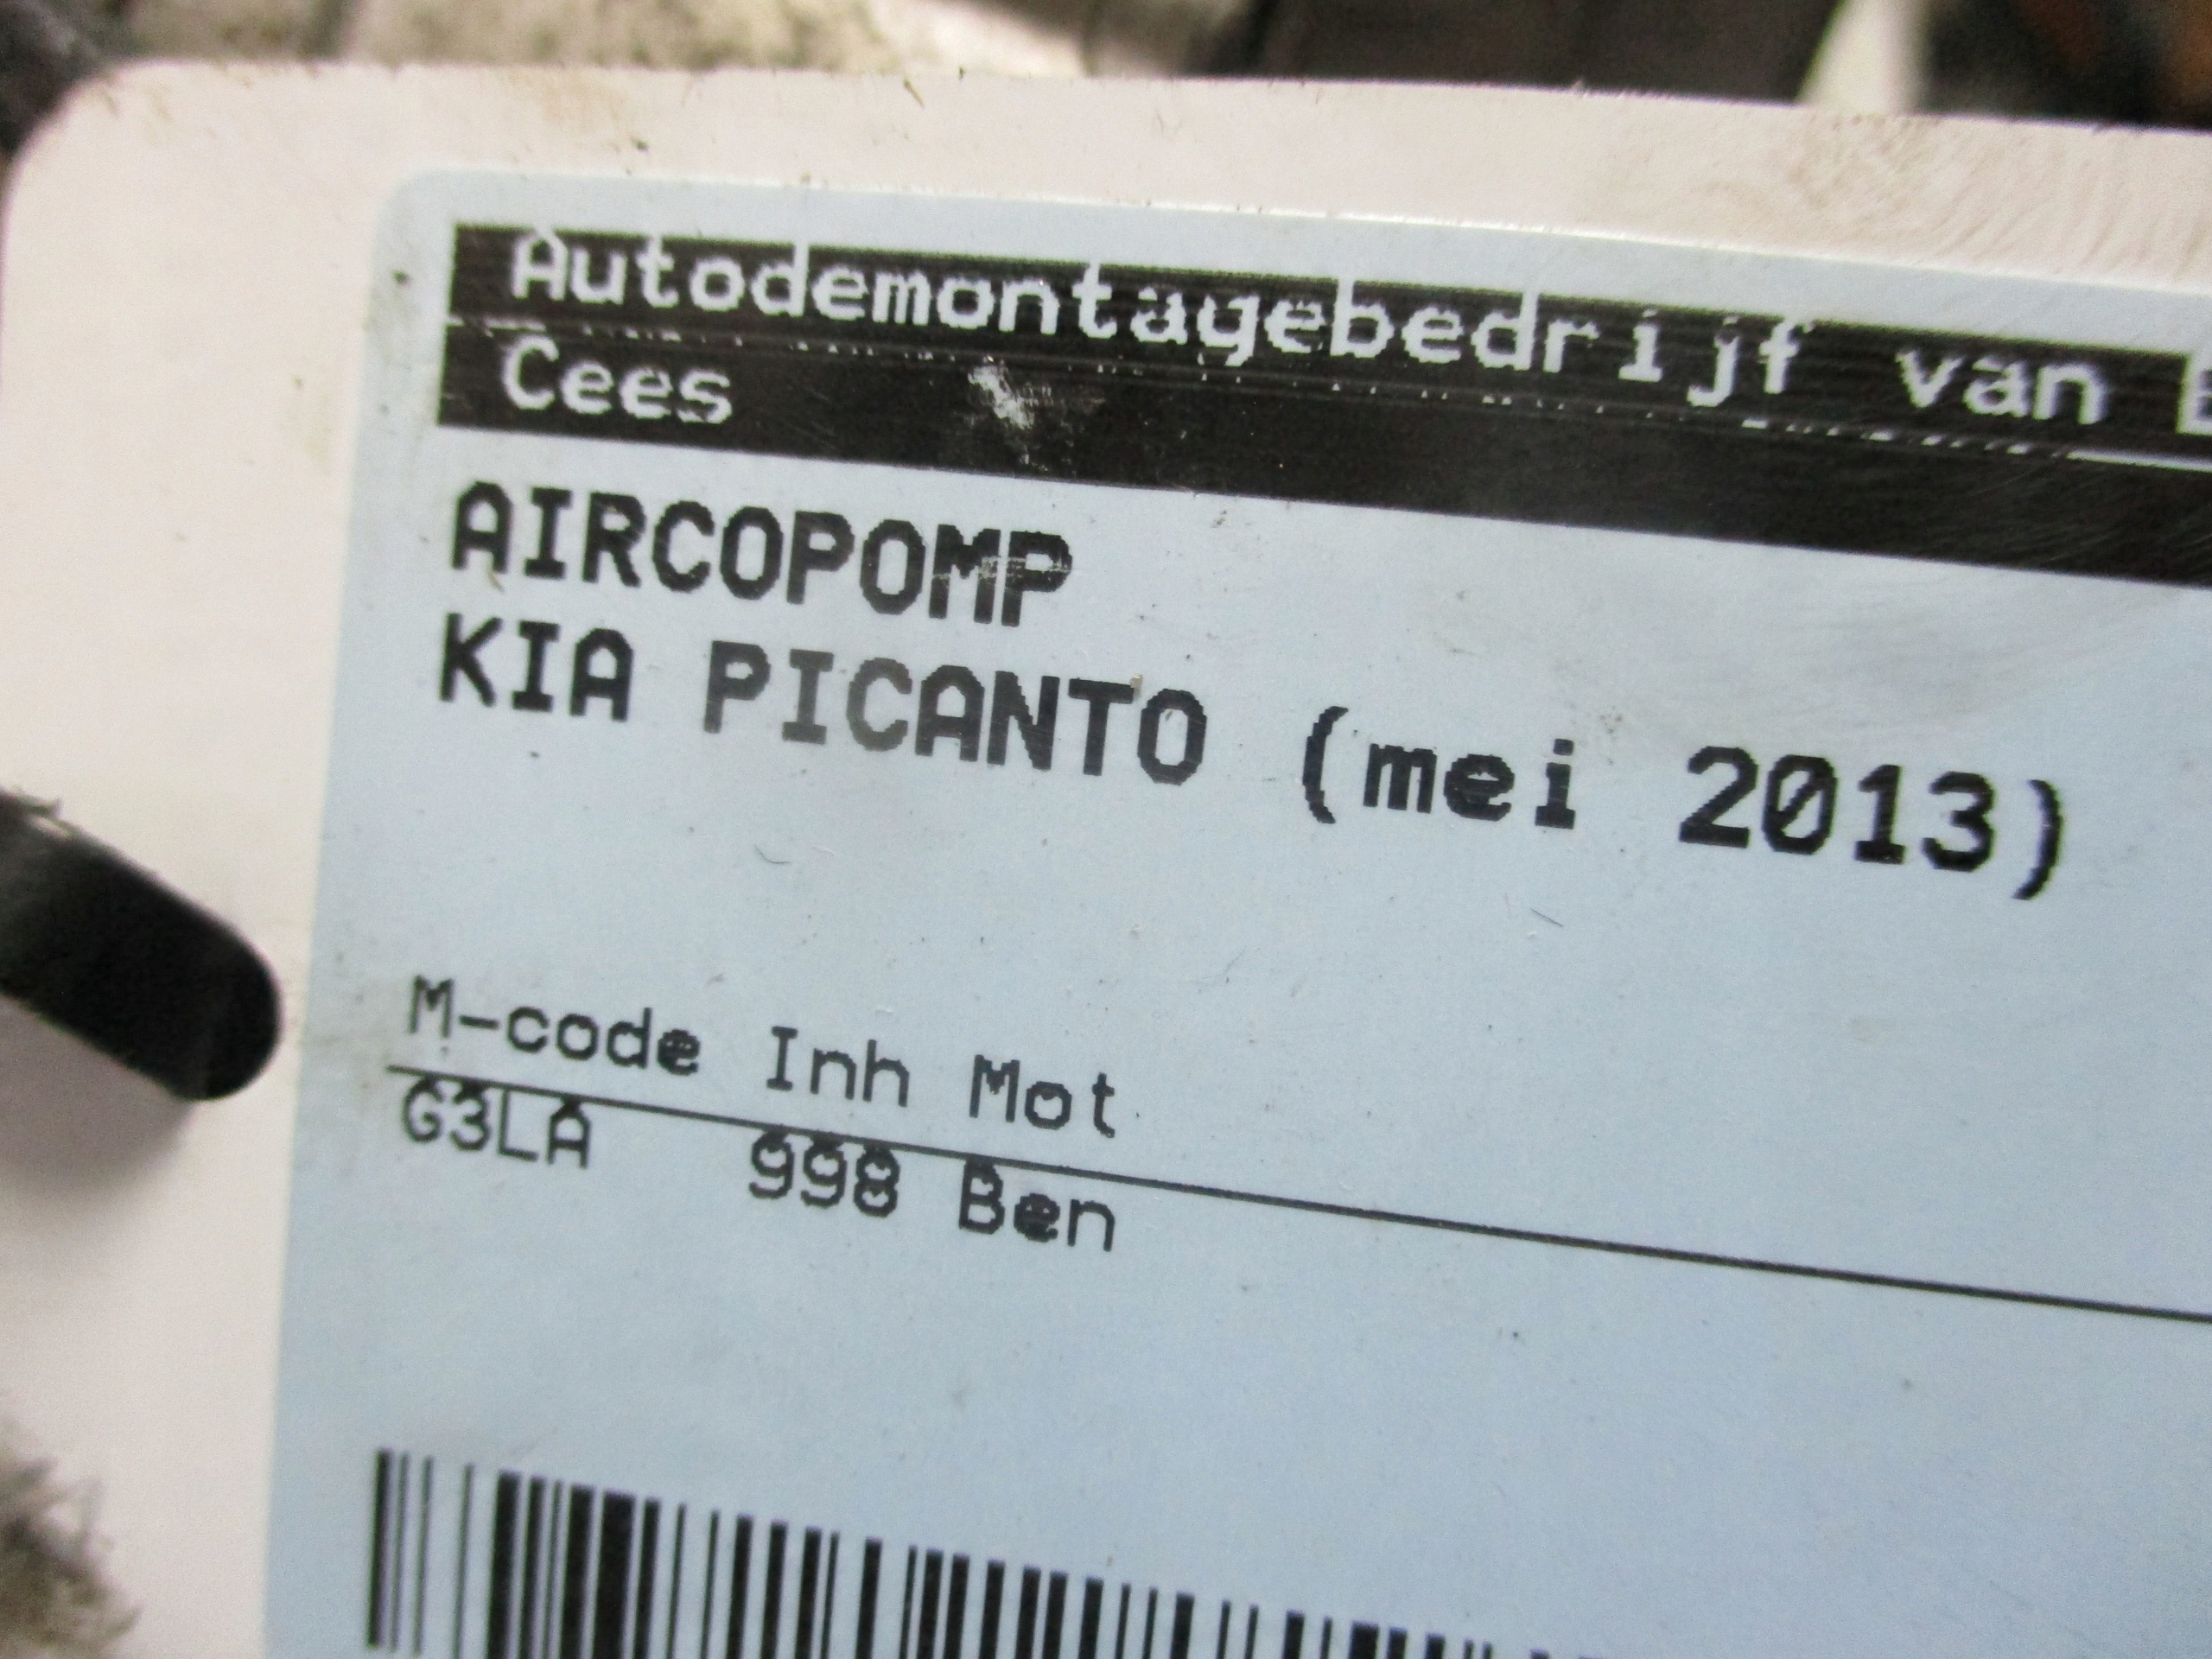 Autodemontagebedrijf van
Cees
AIRCOPOMP
KIA PICANTO (mei 2013)
M-code Inh Mot
G3LA 998 Ben